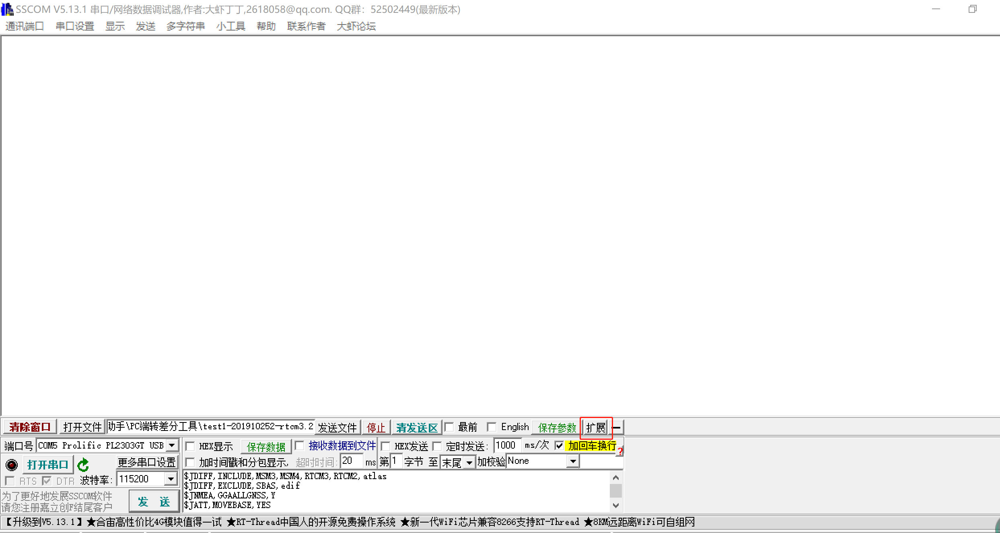 SSCOM V5.13.1 串口/网络数据调试器,作者:大虾丁丁,2618058@qq.com. QQ群：52502449(最新版本)
通讯端口 串口设置 显示 发送 多字符串 小工具 帮助 联系作者 大虾论坛
清除窗口 打开文件 助手\PC端转差分工具\test1-201910252-rtcm3.2 发送文件 停止 清发送区 最前 English 保存参数 扩展 —
端口号 COM5 Prolific PL2303GT USB HEX显示 保存数据 接收数据到文件 HEX发送 定时发送: 1000 ms/次 加回车换行 ?
打开串口 更多串口设置 加时间戳和分包显示, 超时时间: 20 ms 第 1 字节 至 末尾 加校验 None
RTS DTR 波特率: 115200
$JDIFF,INCLUDE,MSM3,MSM4,RTCM3,RTCM2,atlas
$JDIFF,EXCLUDE,SBAS,edif
$JNMEA,GGAALLGNSS,Y
$JATT,MOVEBASE,YES
为了更好地发展SSCOM软件
请您注册嘉立创F结尾客户
发 送
【升级到V5.13.1】★合宙高性价比4G模块值得一试 ★RT-Thread中国人的开源免费操作系统 ★新一代WiFi芯片兼容8266支持RT-Thread ★8KM远距离WiFi可自组网